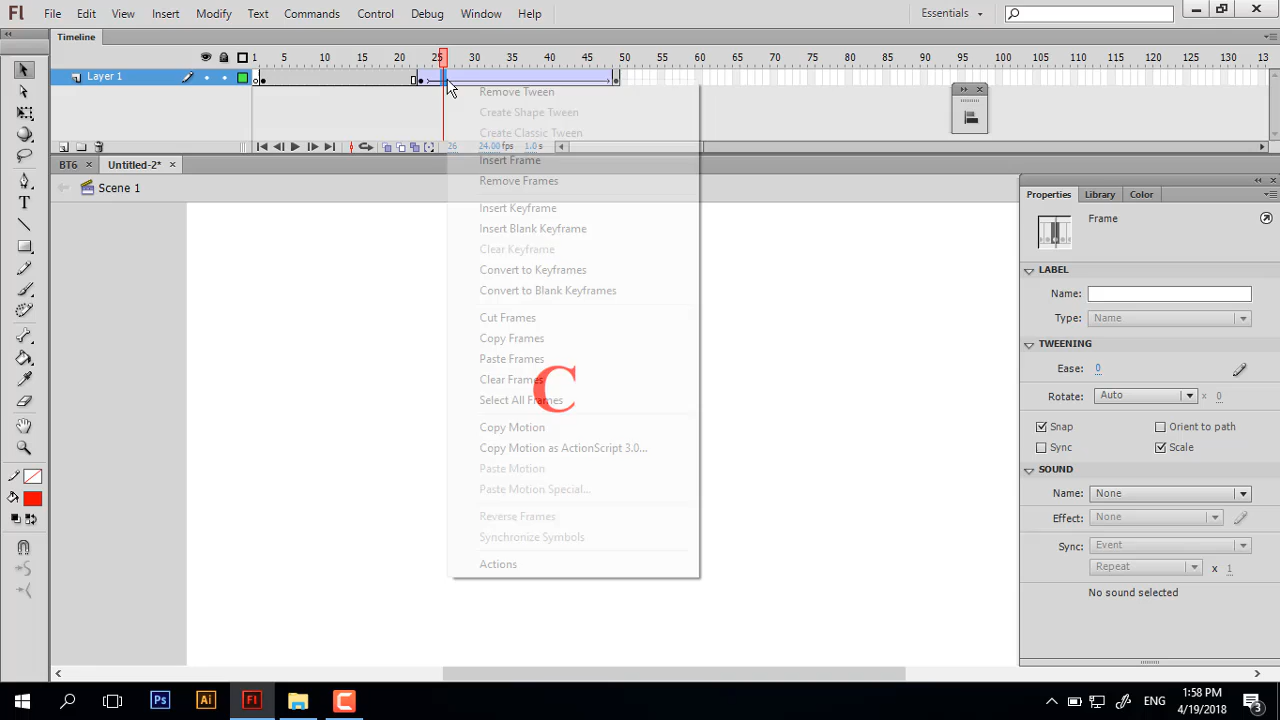 Fl File Edit View Insert Modify Text Commands Control Debug Window Help Essentials
Timeline
1 5 10 15 20 25 30 35 40 45 50 55 60 65 70 75 80 85 90 95 100 105 110 115 120 125 130
Layer 1
26 24.00 fps 1.0 s
BT6 Untitled-2*
Scene 1
Remove Tween
Create Shape Tween
Create Classic Tween
Insert Frame
Remove Frames
Insert Keyframe
Insert Blank Keyframe
Clear Keyframe
Convert to Keyframes
Convert to Blank Keyframes
Cut Frames
Copy Frames
Paste Frames
Clear Frames
Select All Frames
Copy Motion
Copy Motion as ActionScript 3.0...
Paste Motion
Paste Motion Special...
Reverse Frames
Synchronize Symbols
Actions
C
Properties Library Color
Frame
LABEL
Name:
Type: Name
TWEENING
Ease: 0
Rotate: Auto x 0
Snap Orient to path
Sync Scale
SOUND
Name: None
Effect: None
Sync: Event
Repeat x 1
No sound selected
Ps Ai Fl
ENG
1:58 PM
4/19/2018
3